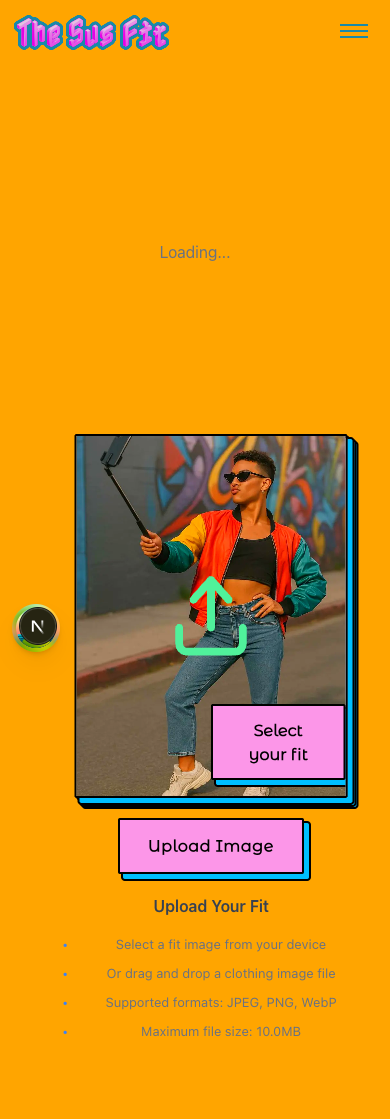 The Sus Fit
Loading...
N
Select
your fit
Upload Image
Upload Your Fit
• Select a fit image from your device
• Or drag and drop a clothing image file
• Supported formats: JPEG, PNG, WebP
• Maximum file size: 10.0MB